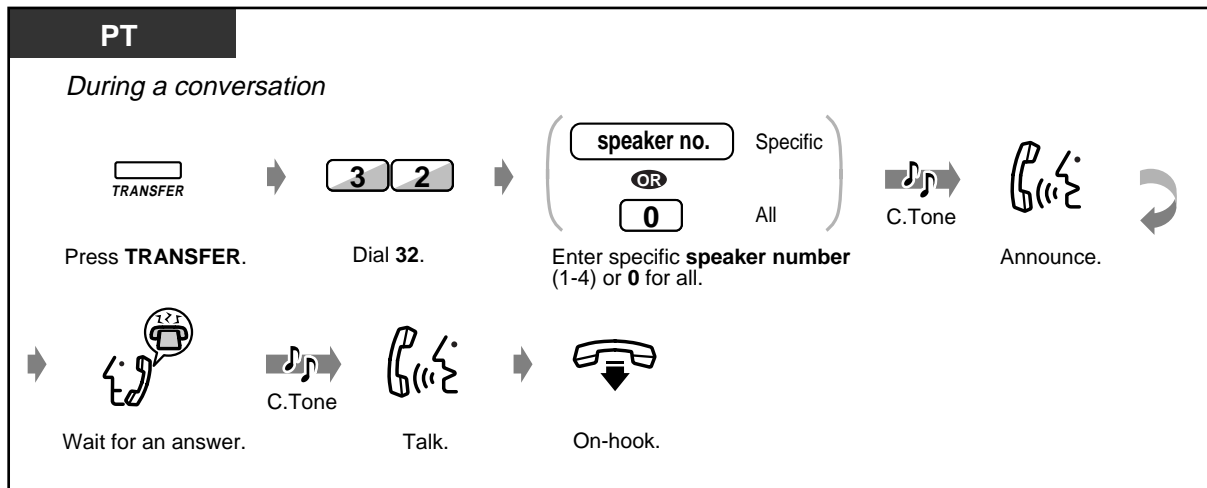 PT
During a conversation
TRANSFER
3 2
speaker no. Specific
OR
0 All
C.Tone
Press TRANSFER.
Dial 32.
Enter specific speaker number
(1-4) or 0 for all.
Announce.
C.Tone
Wait for an answer.
Talk.
On-hook.